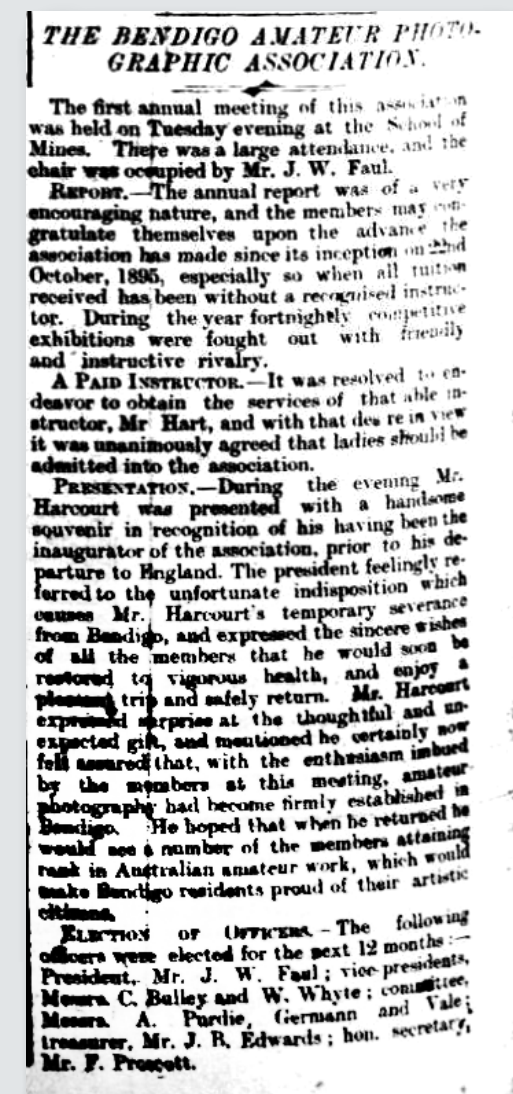 THE BENDIGO AMATEUR PHOTO-
GRAPHIC ASSOCIATION.
The first annual meeting of this association
was held on Tuesday evening at the School of
Mines. There was a large attendance, and the
chair was occupied by Mr. J. W. Faul.
REPORT.—The annual report was of a very
encouraging nature, and the members may con-
gratulate themselves upon the advance the
association has made since its inception on 22nd
October, 1895, especially so when all tuition
received has been without a recognised instruc-
tor. During the year fortnightly competitive
exhibitions were fought out with friendly
and instructive rivalry.
A PAID INSTRUCTOR.—It was resolved to en-
deavor to obtain the services of that able in-
structor, Mr Hart, and with that des re in view
it was unanimously agreed that ladies should be
admitted into the association.
PRESENTATION.—During the evening Mr.
Harcourt was presented with a handsome
souvenir in recognition of his having been the
inaugurator of the association, prior to his de-
parture to England. The president feelingly re-
ferred to the unfortunate indisposition which
causes Mr. Harcourt's temporary severance
from Bendigo, and expressed the sincere wishes
of all the members that he would soon be
restored to vigorous health, and enjoy a
pleasant trip and safely return. Mr. Harcourt
expressed surprise at the thoughtful and un-
expected gift, and mentioned he certainly now
felt assured that, with the enthusiasm imbued
by the members at this meeting, amateur
photography had become firmly established in
Bendigo. He hoped that when he returned he
would see a number of the members attaining
rank in Australian amateur work, which would
make Bendigo residents proud of their artistic
citizens.
ELECTION OF OFFICERS.—The following
officers were elected for the next 12 months:—
President, Mr. J. W. Faul; vice-presidents,
Messrs. C. Bulley and W. Whyte; committee,
Messrs. A. Purdie, Germann and Vale;
treasurer, Mr. J. R. Edwards; hon. secretary,
Mr. F. Prescott.